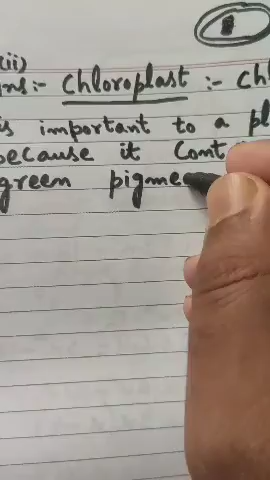 (ii)
Ans:- Chloroplast :- Ch
is important to a pl
because it Cont
green pigme